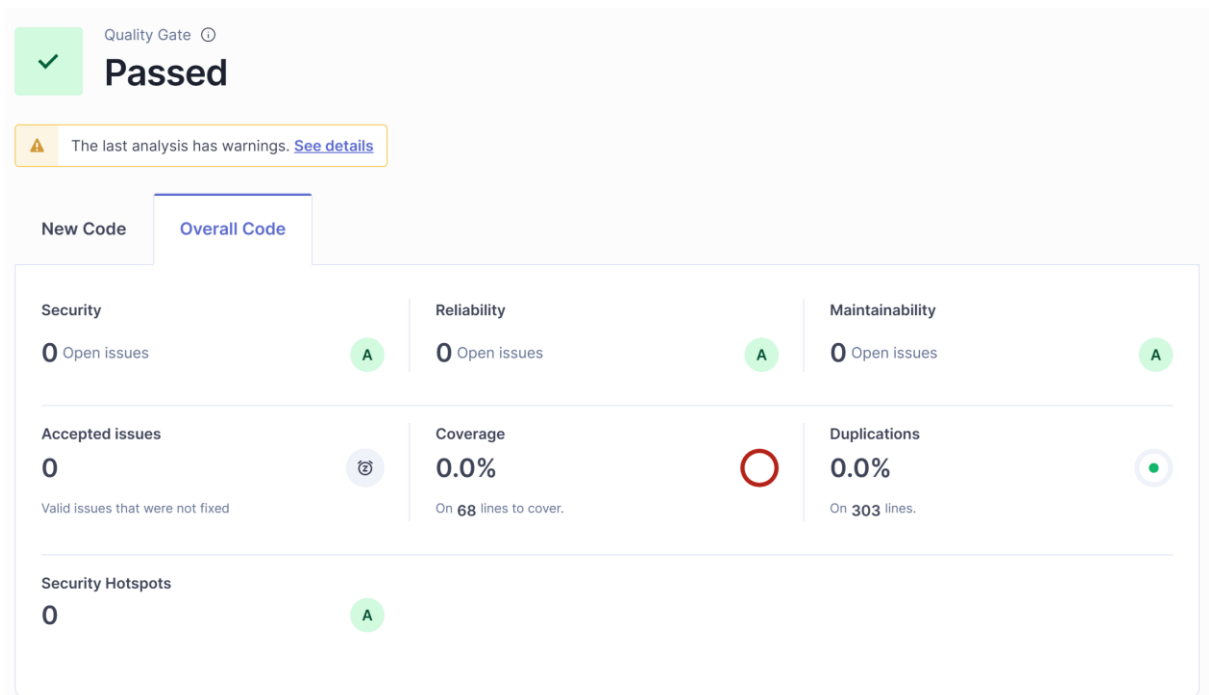 Quality Gate
Passed
The last analysis has warnings. See details
New Code
Overall Code
Security
0 Open issues
A
Reliability
0 Open issues
A
Maintainability
0 Open issues
A
Accepted issues
0
Valid issues that were not fixed
Coverage
0.0%
On 68 lines to cover.
Duplications
0.0%
On 303 lines.
Security Hotspots
0
A